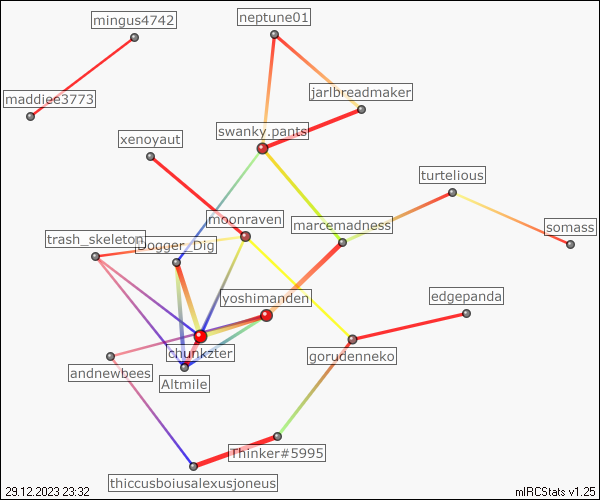 neptune01
mingus4742
jarlbreadmaker
maddiee3773
swanky.pants
xenoyaut
turtelious
moonraven
marcemadness
somass
trash_skeleton
Dogger_Dig
yoshimanden
edgepanda
chunkzter
gorudenneko
andnewbees
Altmile
Thinker#5995
thiccusboiusalexusjoneus
29.12.2023 23:32
mIRCStats v1.25